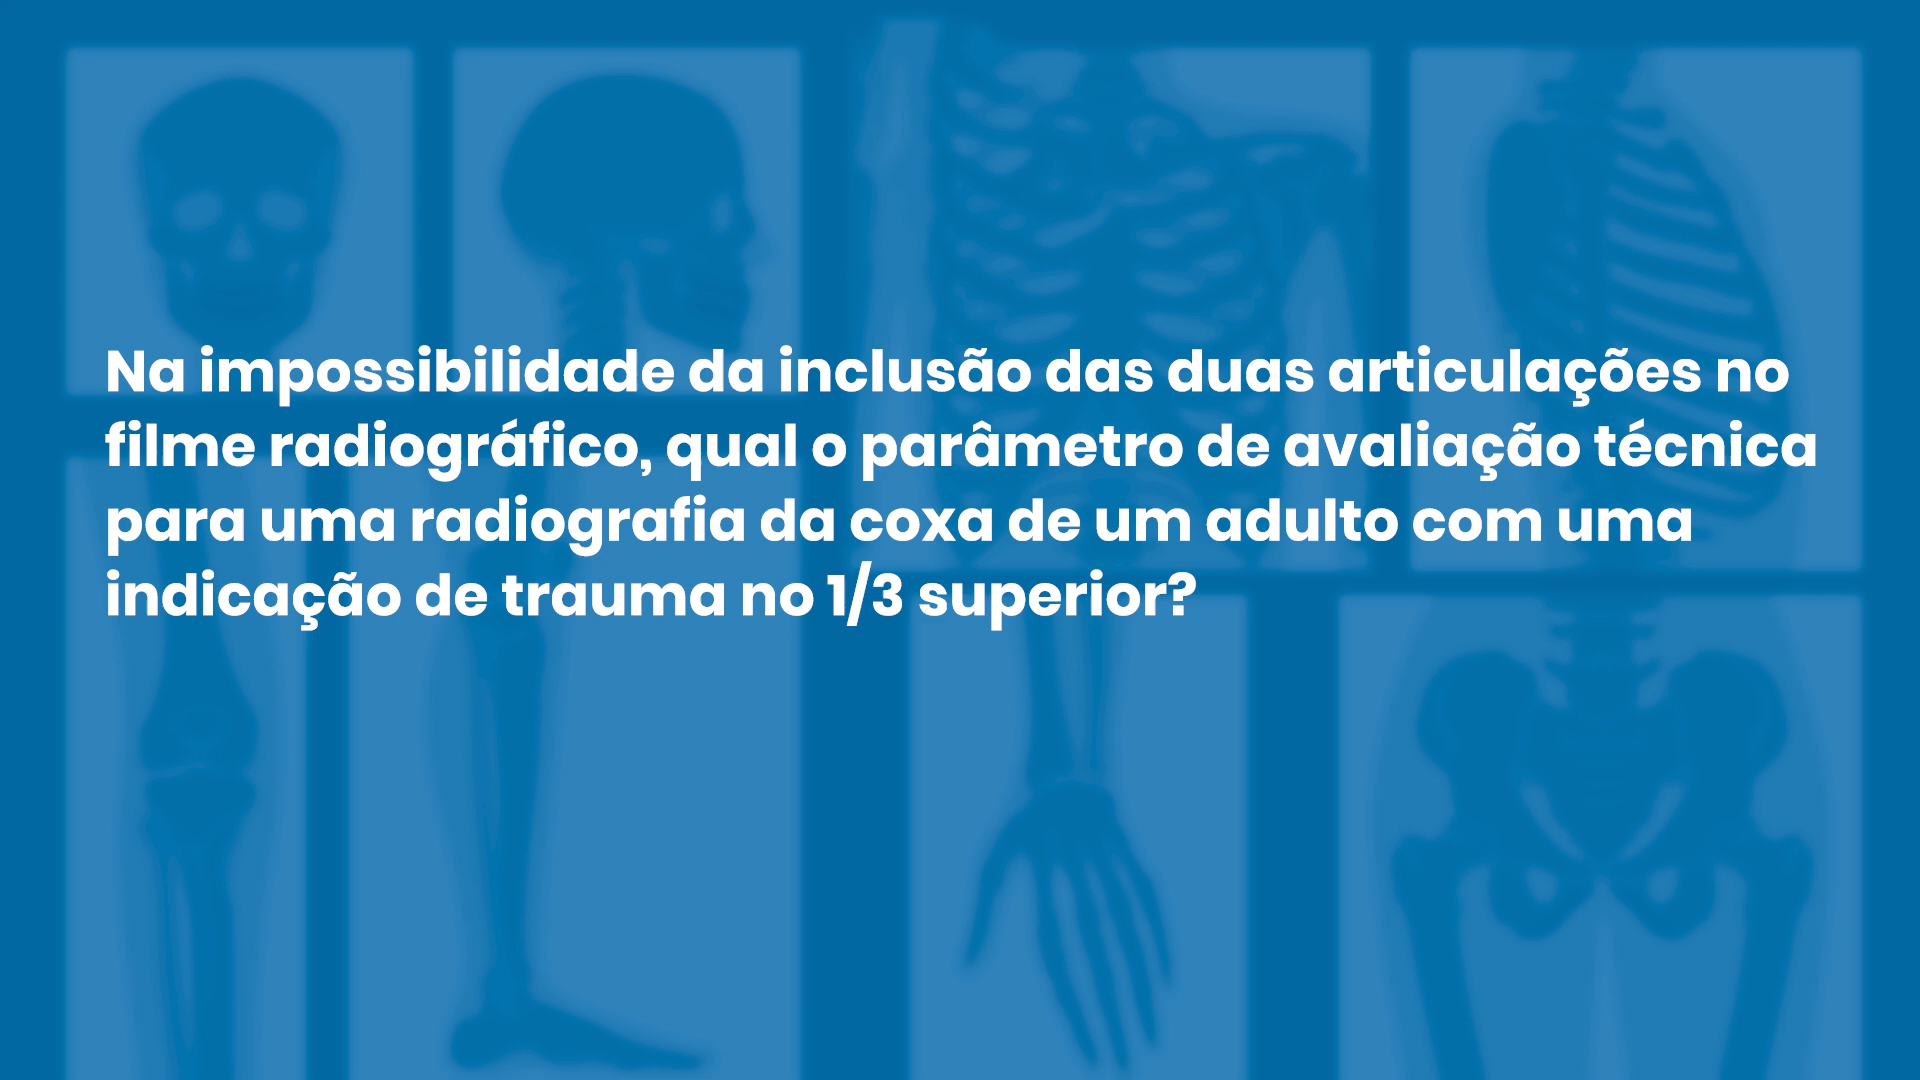 Na impossibilidade da inclusão das duas articulações no
filme radiográfico, qual o parâmetro de avaliação técnica
para uma radiografia da coxa de um adulto com uma
indicação de trauma no 1/3 superior?